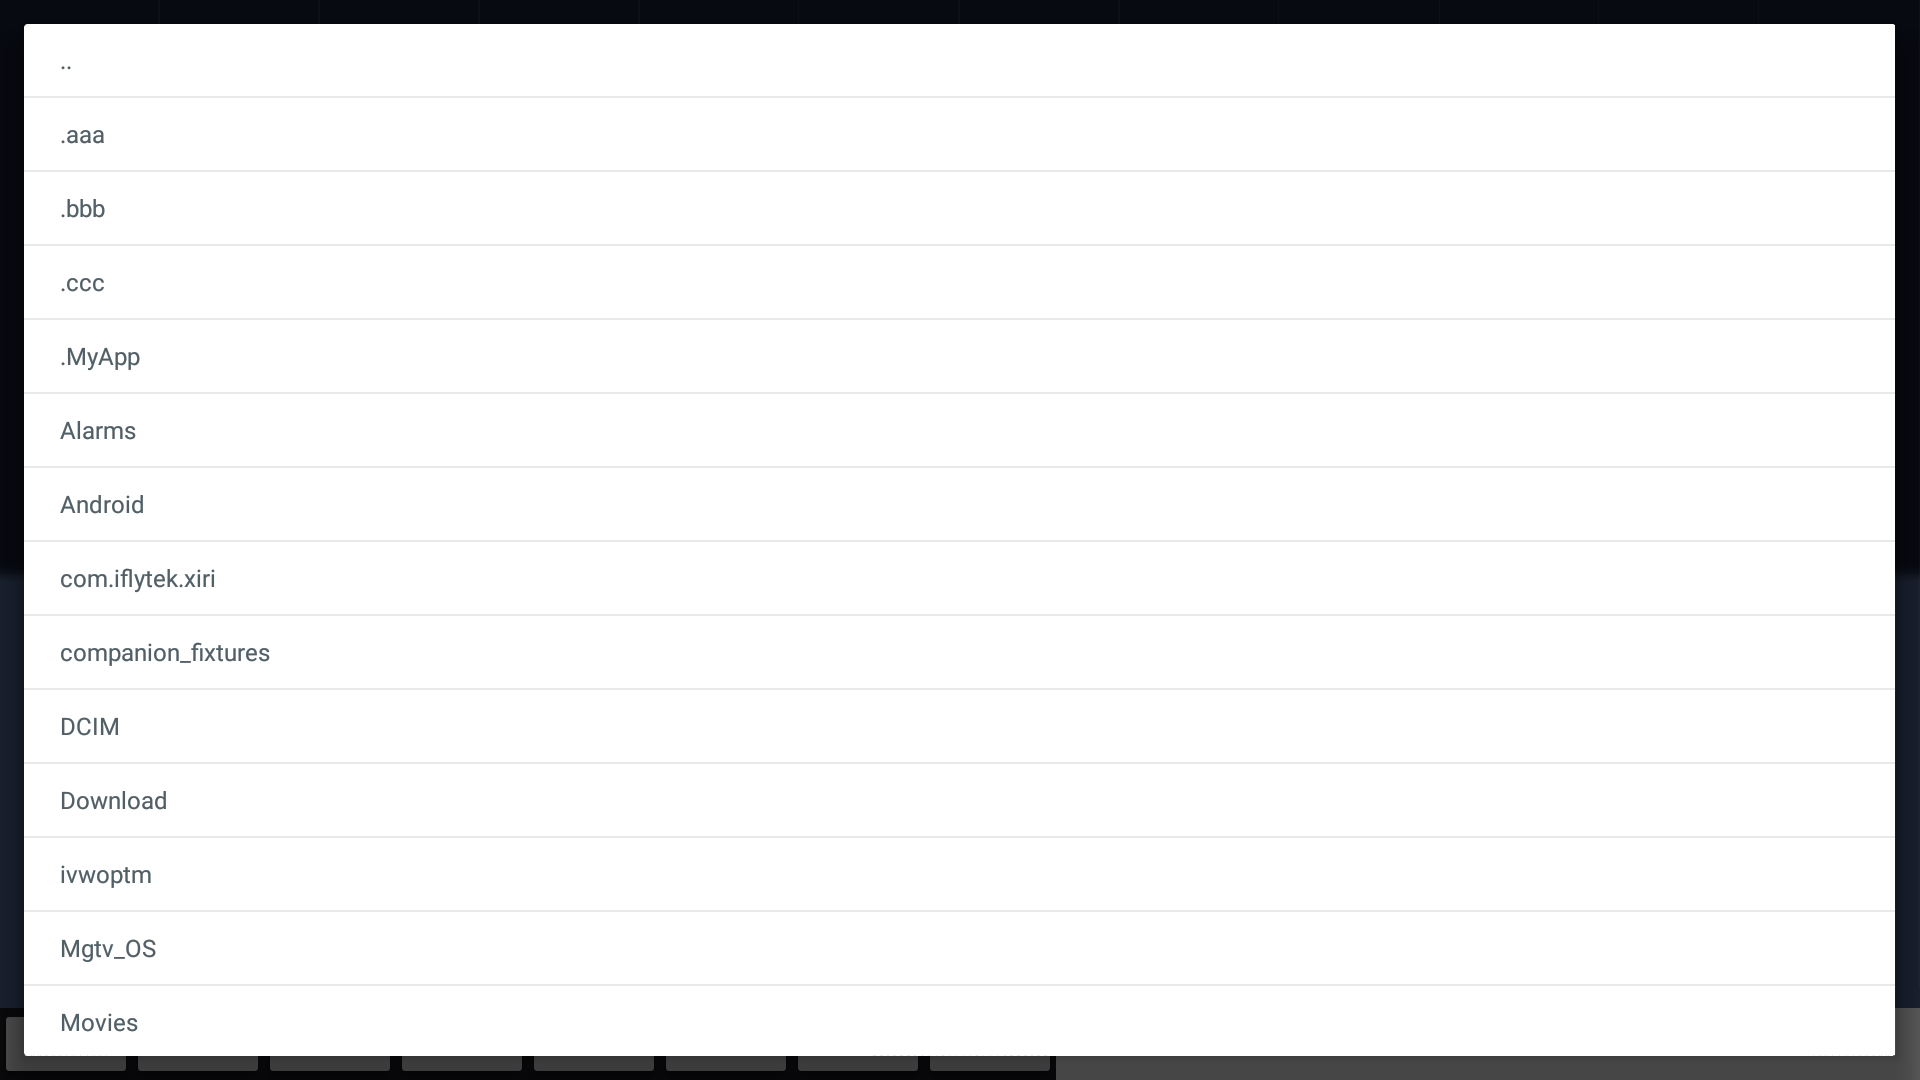 ..
.aaa
.bbb
.ccc
.MyApp
Alarms
Android
com.iflytek.xiri
companion_fixtures
DCIM
Download
ivwoptm
Mgtv_OS
Movies